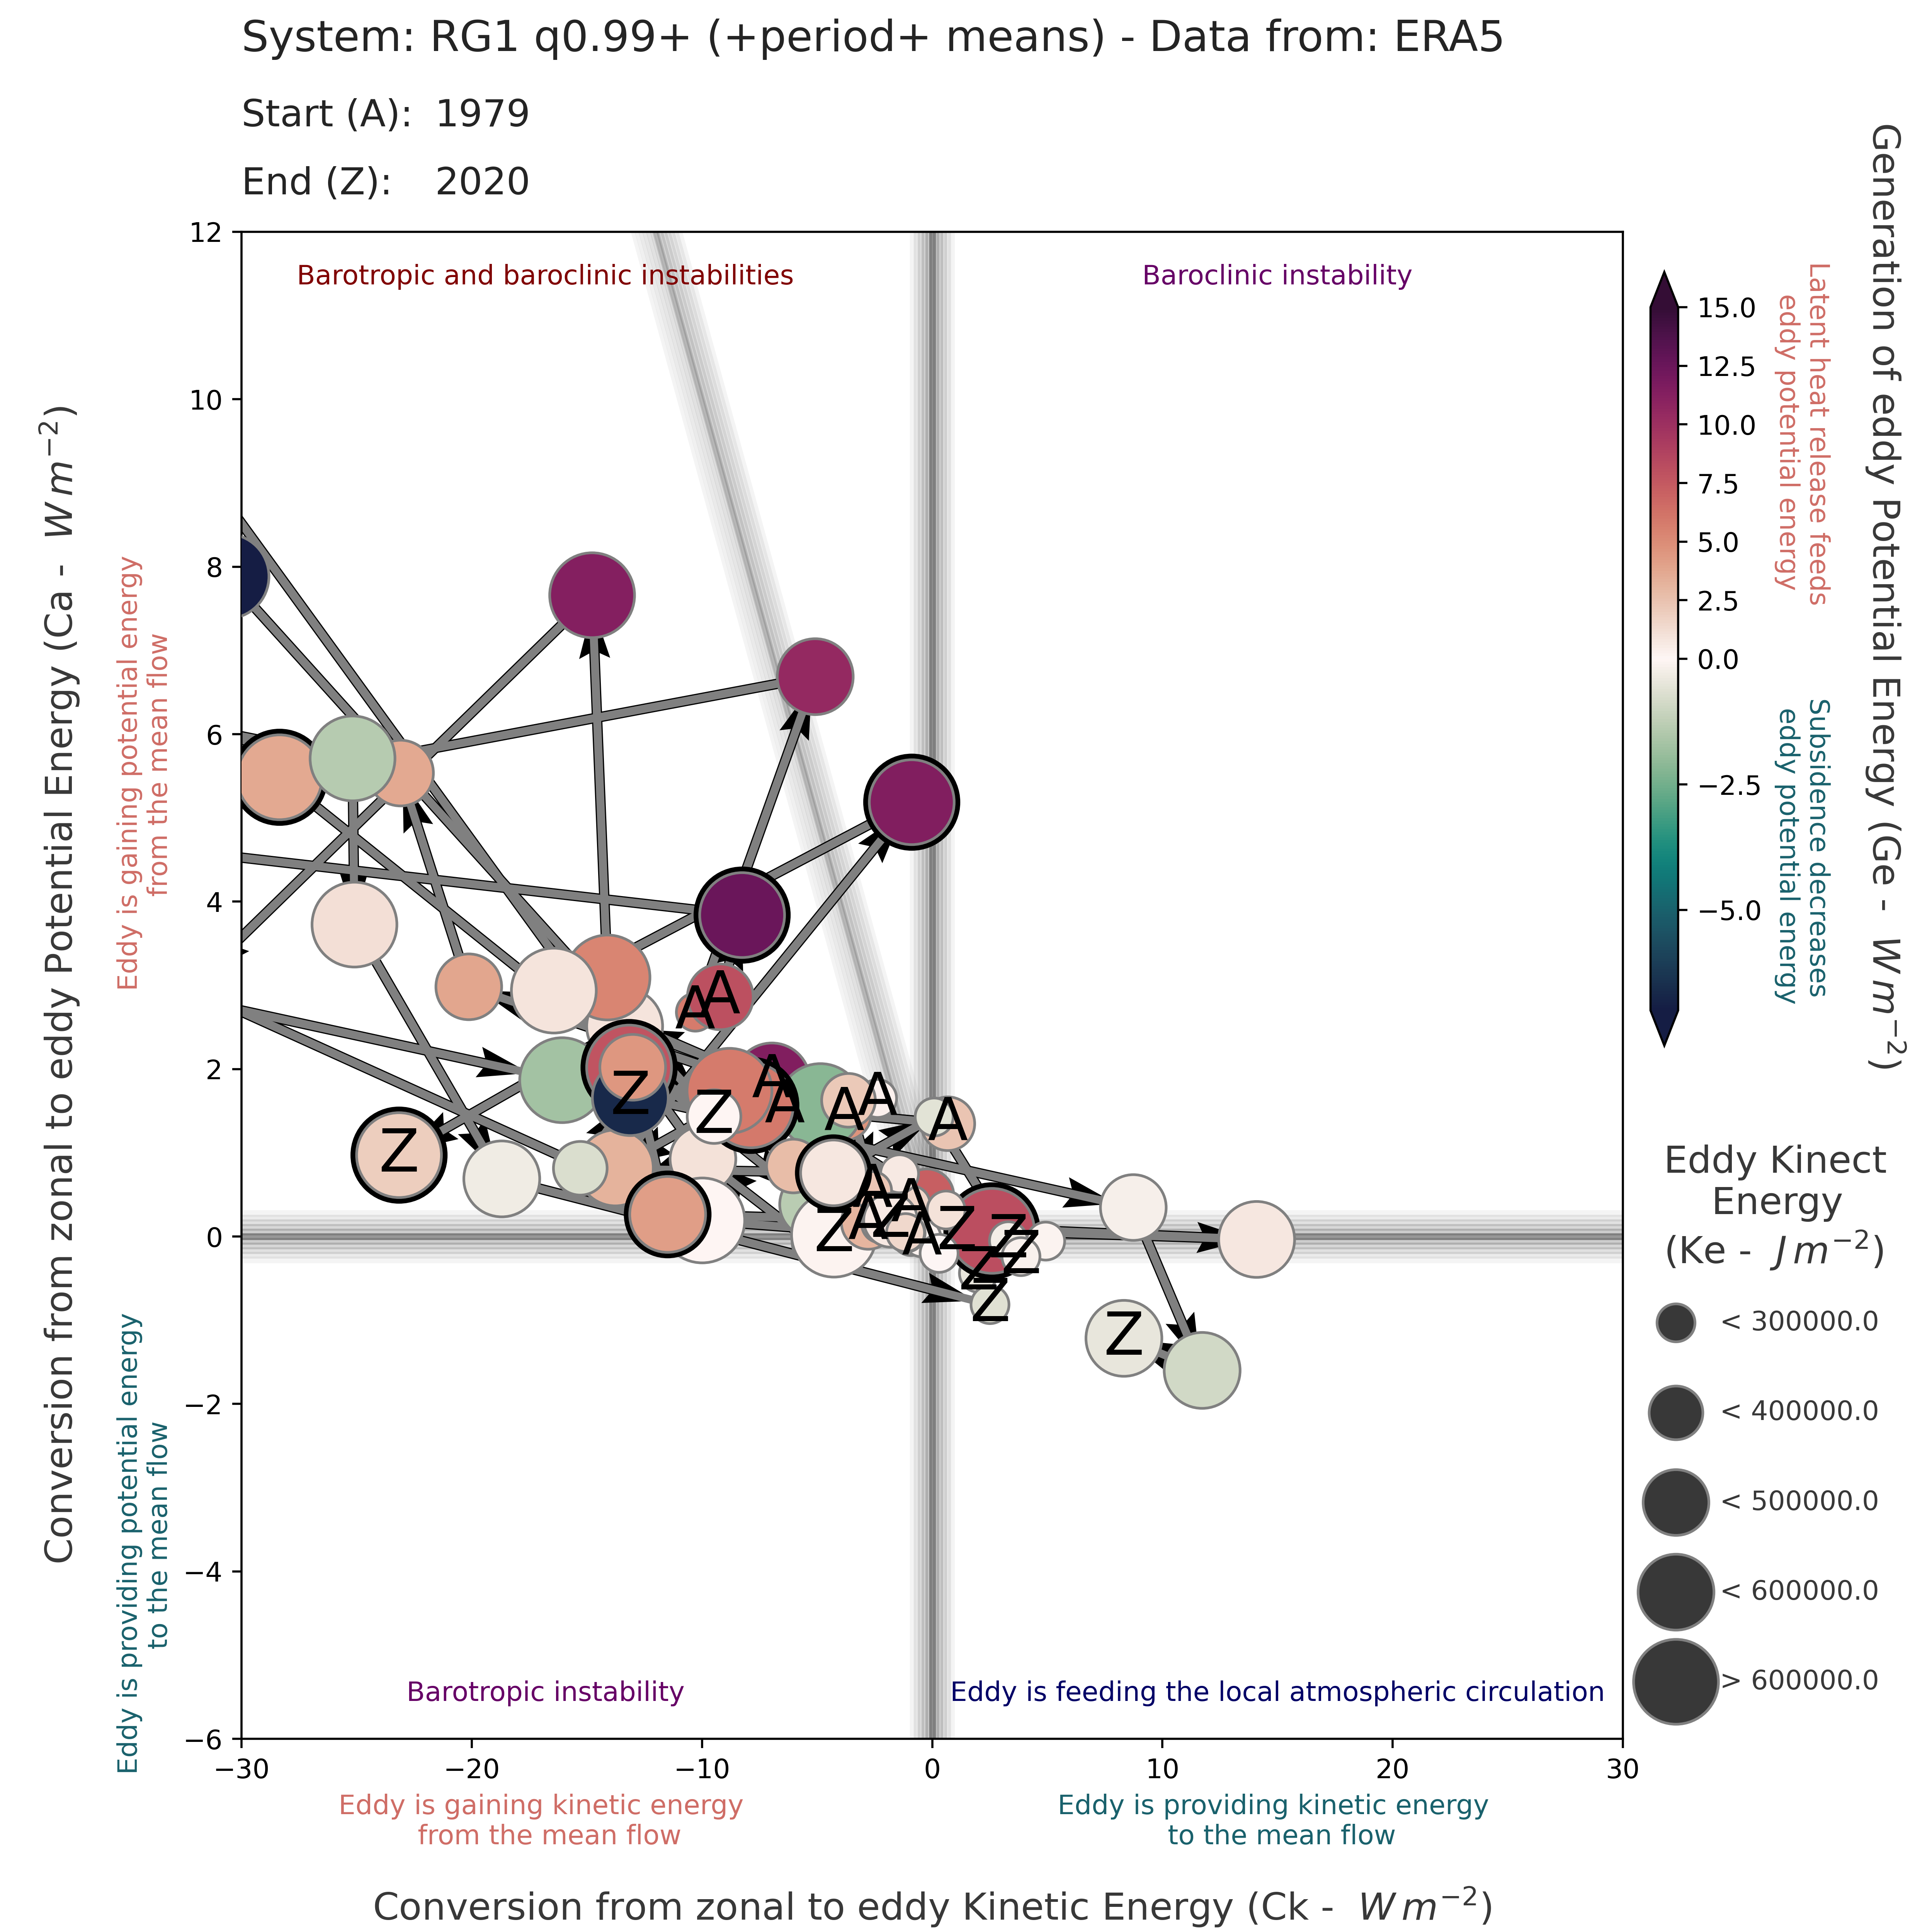 System: RG1 q0.99+ (+period+ means) - Data from: ERA5
Start (A): 1979
End (Z): 2020
Conversion from zonal to eddy Potential Energy (Ca - W m⁻²)
Eddy is gaining potential energy
from the mean flow
Eddy is providing potential energy
to the mean flow
12
10
8
6
4
2
0
−2
−4
−6
Barotropic and baroclinic instabilities
Baroclinic instability
A
A
A
A
A
A
A
A
A
A
A
Z
Z
Z
Z
Z
Z
Z
Z
Z
Z
Z
Barotropic instability
Eddy is feeding the local atmospheric circulation
−30
−20
−10
0
10
20
30
Eddy is gaining kinetic energy
from the mean flow
Eddy is providing kinetic energy
to the mean flow
Conversion from zonal to eddy Kinetic Energy (Ck - W m⁻²)
15.0
12.5
10.0
7.5
5.0
2.5
0.0
−2.5
−5.0
Latent heat release feeds
eddy potential energy
Subsidence decreases
eddy potential energy
Generation of eddy Potential Energy (Ge - W m⁻²)
Eddy Kinect
Energy
(Ke - J m⁻²)
< 300000.0
< 400000.0
< 500000.0
< 600000.0
> 600000.0